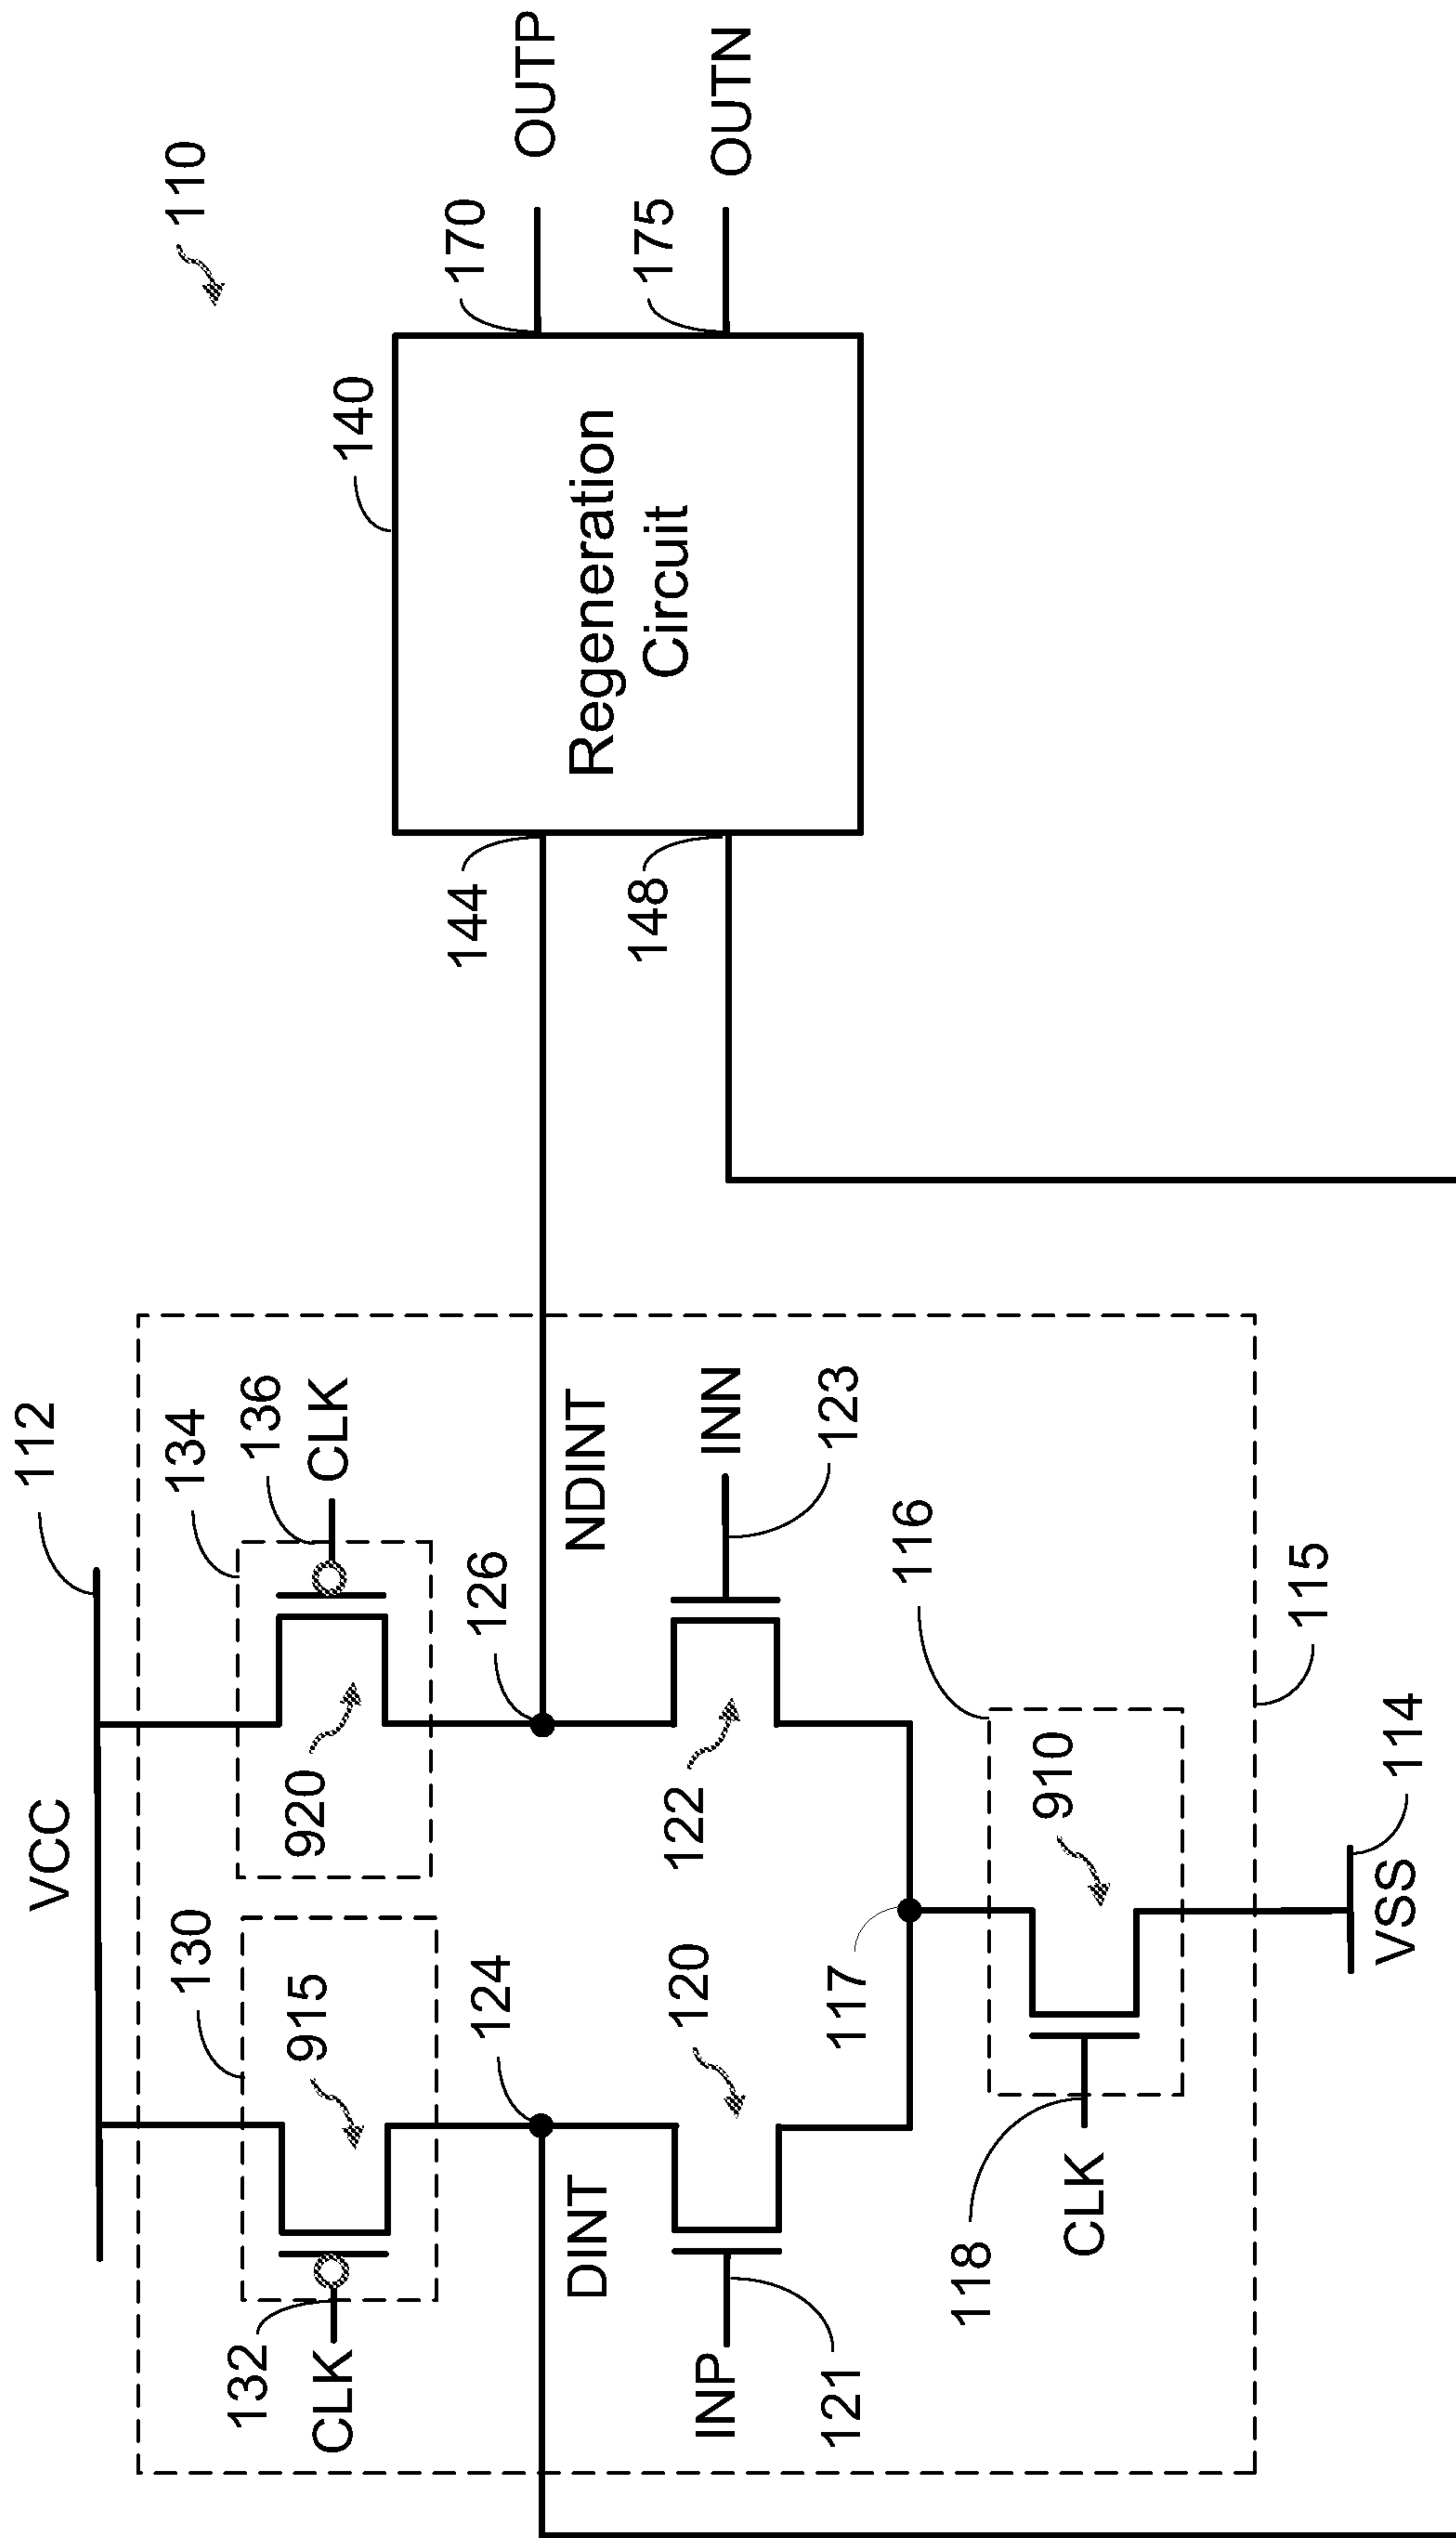 110
VCC
112
130
134
132
CLK
915
920
136
CLK
140
Regeneration
Circuit
144
148
170
OUTP
175
OUTN
124
126
DINT
NDINT
INP
121
120
122
INN
123
117
116
118
CLK
910
115
VSS
114